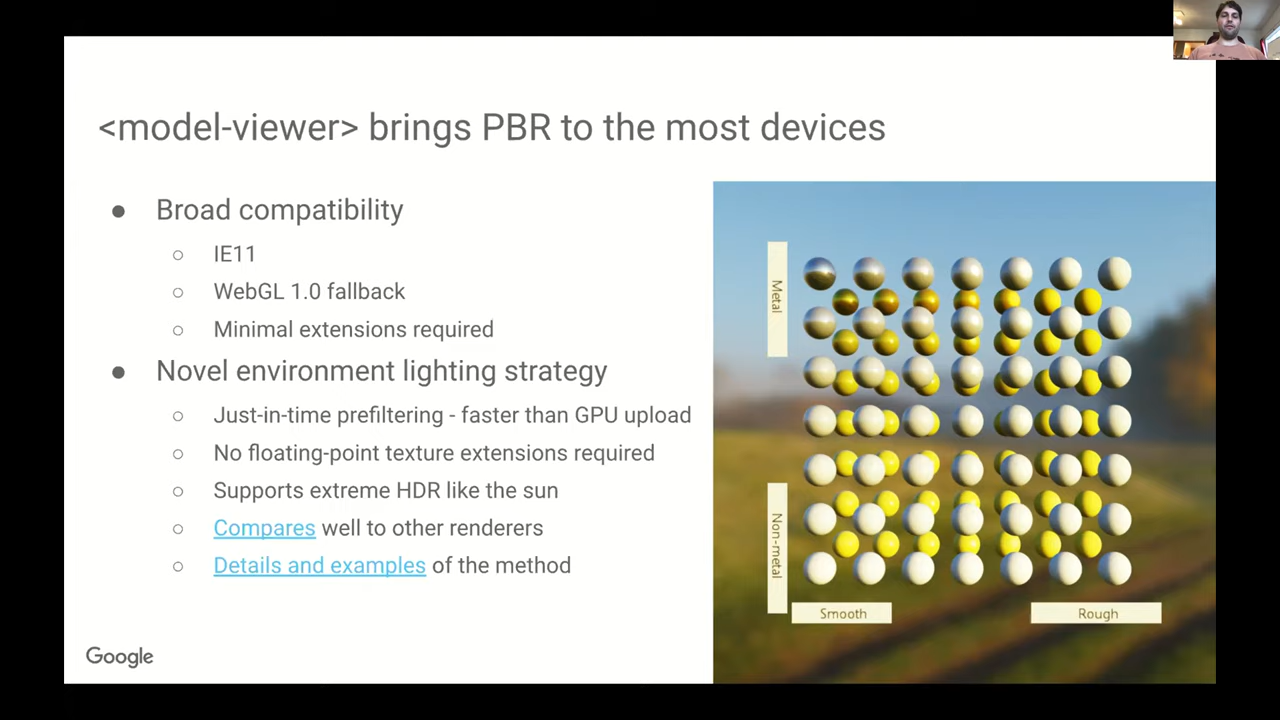 <model-viewer> brings PBR to the most devices
● Broad compatibility
○ IE11
○ WebGL 1.0 fallback
○ Minimal extensions required
● Novel environment lighting strategy
○ Just-in-time prefiltering - faster than GPU upload
○ No floating-point texture extensions required
○ Supports extreme HDR like the sun
○ Compares well to other renderers
○ Details and examples of the method
Metal
Non-metal
Smooth
Rough
Google